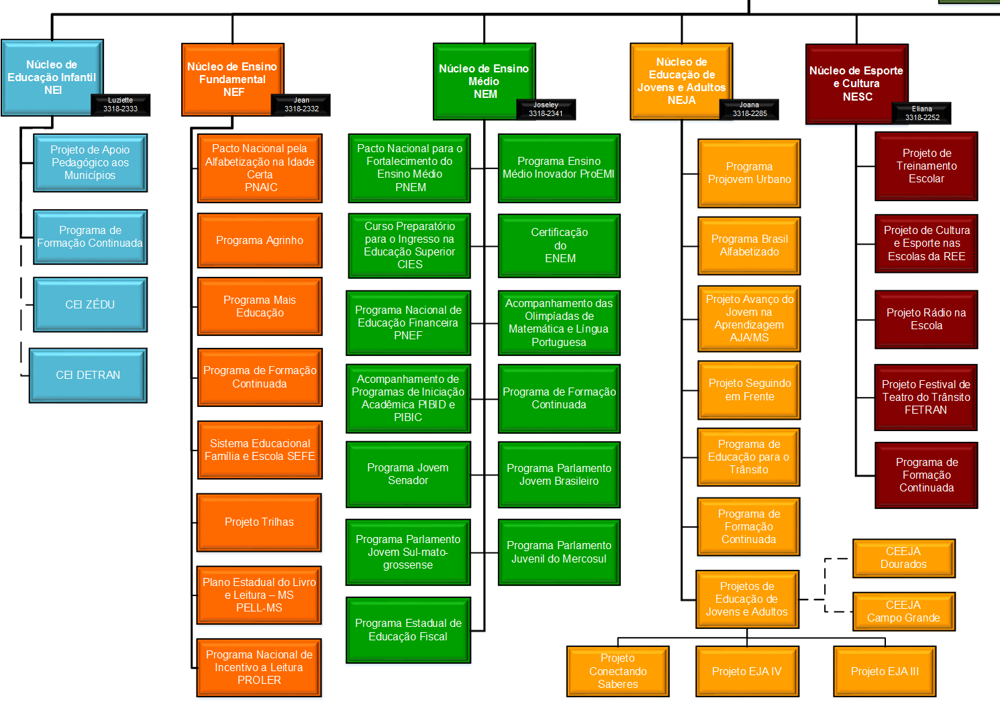 Núcleo de
Educação Infantil
NEI
Luziette
3318-2333
Projeto de Apoio
Pedagógico aos
Municípios
Programa de
Formação Continuada
CEI ZÉDU
CEI DETRAN
Núcleo de Ensino
Fundamental
NEF
Jean
3318-2332
Pacto Nacional pela
Alfabetização na Idade
Certa
PNAIC
Programa Agrinho
Programa Mais
Educação
Programa de Formação
Continuada
Sistema Educacional
Família e Escola SEFE
Projeto Trilhas
Plano Estadual do Livro
e Leitura – MS
PELL-MS
Programa Nacional de
Incentivo a Leitura
PROLER
Núcleo de Ensino
Médio
NEM
Joseley
3318-2341
Pacto Nacional para o
Fortalecimento do
Ensino Médio
PNEM
Programa Ensino
Médio Inovador ProEMI
Curso Preparatório
para o Ingresso na
Educação Superior
CIES
Certificação
do
ENEM
Programa Nacional de
Educação Financeira
PNEF
Acompanhamento das
Olimpíadas de
Matemática e Língua
Portuguesa
Acompanhamento de
Programas de Iniciação
Acadêmica PIBID e
PIBIC
Programa de Formação
Continuada
Programa Jovem
Senador
Programa Parlamento
Jovem Brasileiro
Programa Parlamento
Jovem Sul-mato-
grossense
Programa Parlamento
Juvenil do Mercosul
Programa Estadual de
Educação Fiscal
Núcleo de
Educação de
Jovens e Adultos
NEJA
Joana
3318-2285
Programa
Projovem Urbano
Programa Brasil
Alfabetizado
Projeto Avanço do
Jovem na
Aprendizagem
AJA/MS
Projeto Seguindo
em Frente
Programa de
Educação para o
Trânsito
Programa de
Formação
Continuada
Projetos de
Educação de
Jovens e Adultos
CEEJA
Dourados
CEEJA
Campo Grande
Projeto
Conectando
Saberes
Projeto EJA IV
Projeto EJA III
Núcleo de Esporte
e Cultura
NESC
Eliana
3318-2252
Projeto de
Treinamento
Escolar
Projeto de Cultura
e Esporte nas
Escolas da REE
Projeto Rádio na
Escola
Projeto Festival de
Teatro do Trânsito
FETRAN
Programa de
Formação
Continuada